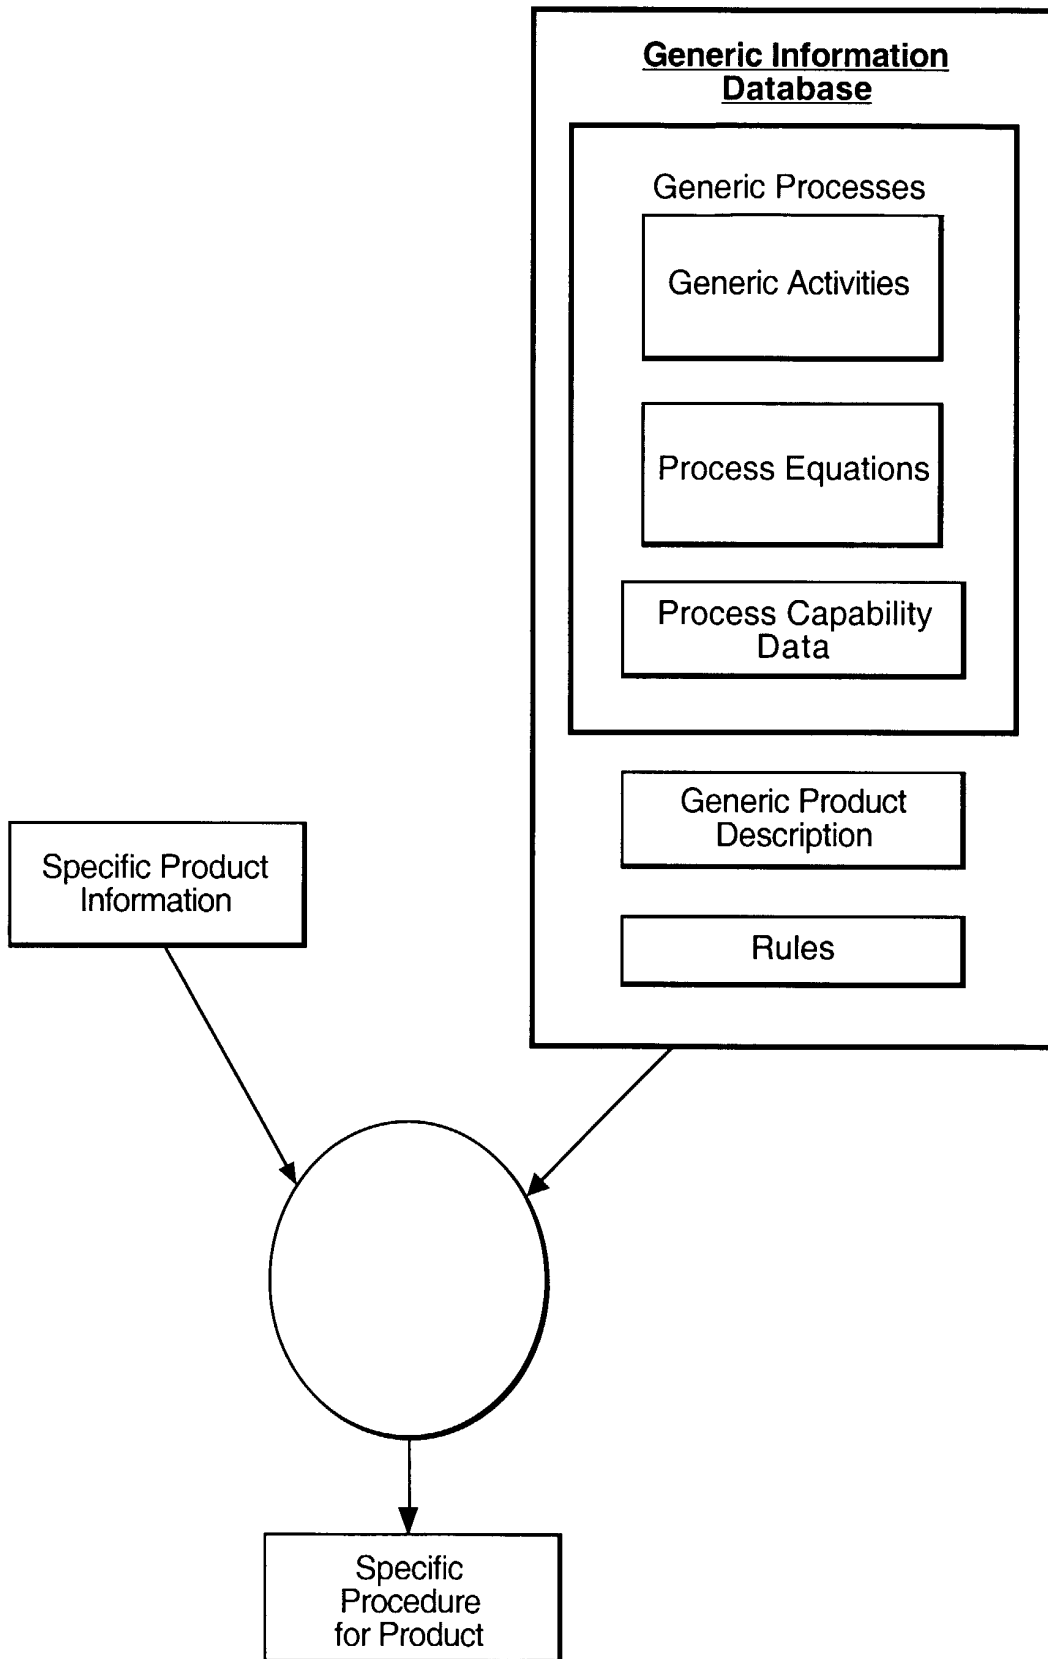 Generic Information
Database
Generic Processes
Generic Activities
Process Equations
Process Capability
Data
Generic Product
Description
Rules
Specific Product
Information
Specific
Procedure
for Product